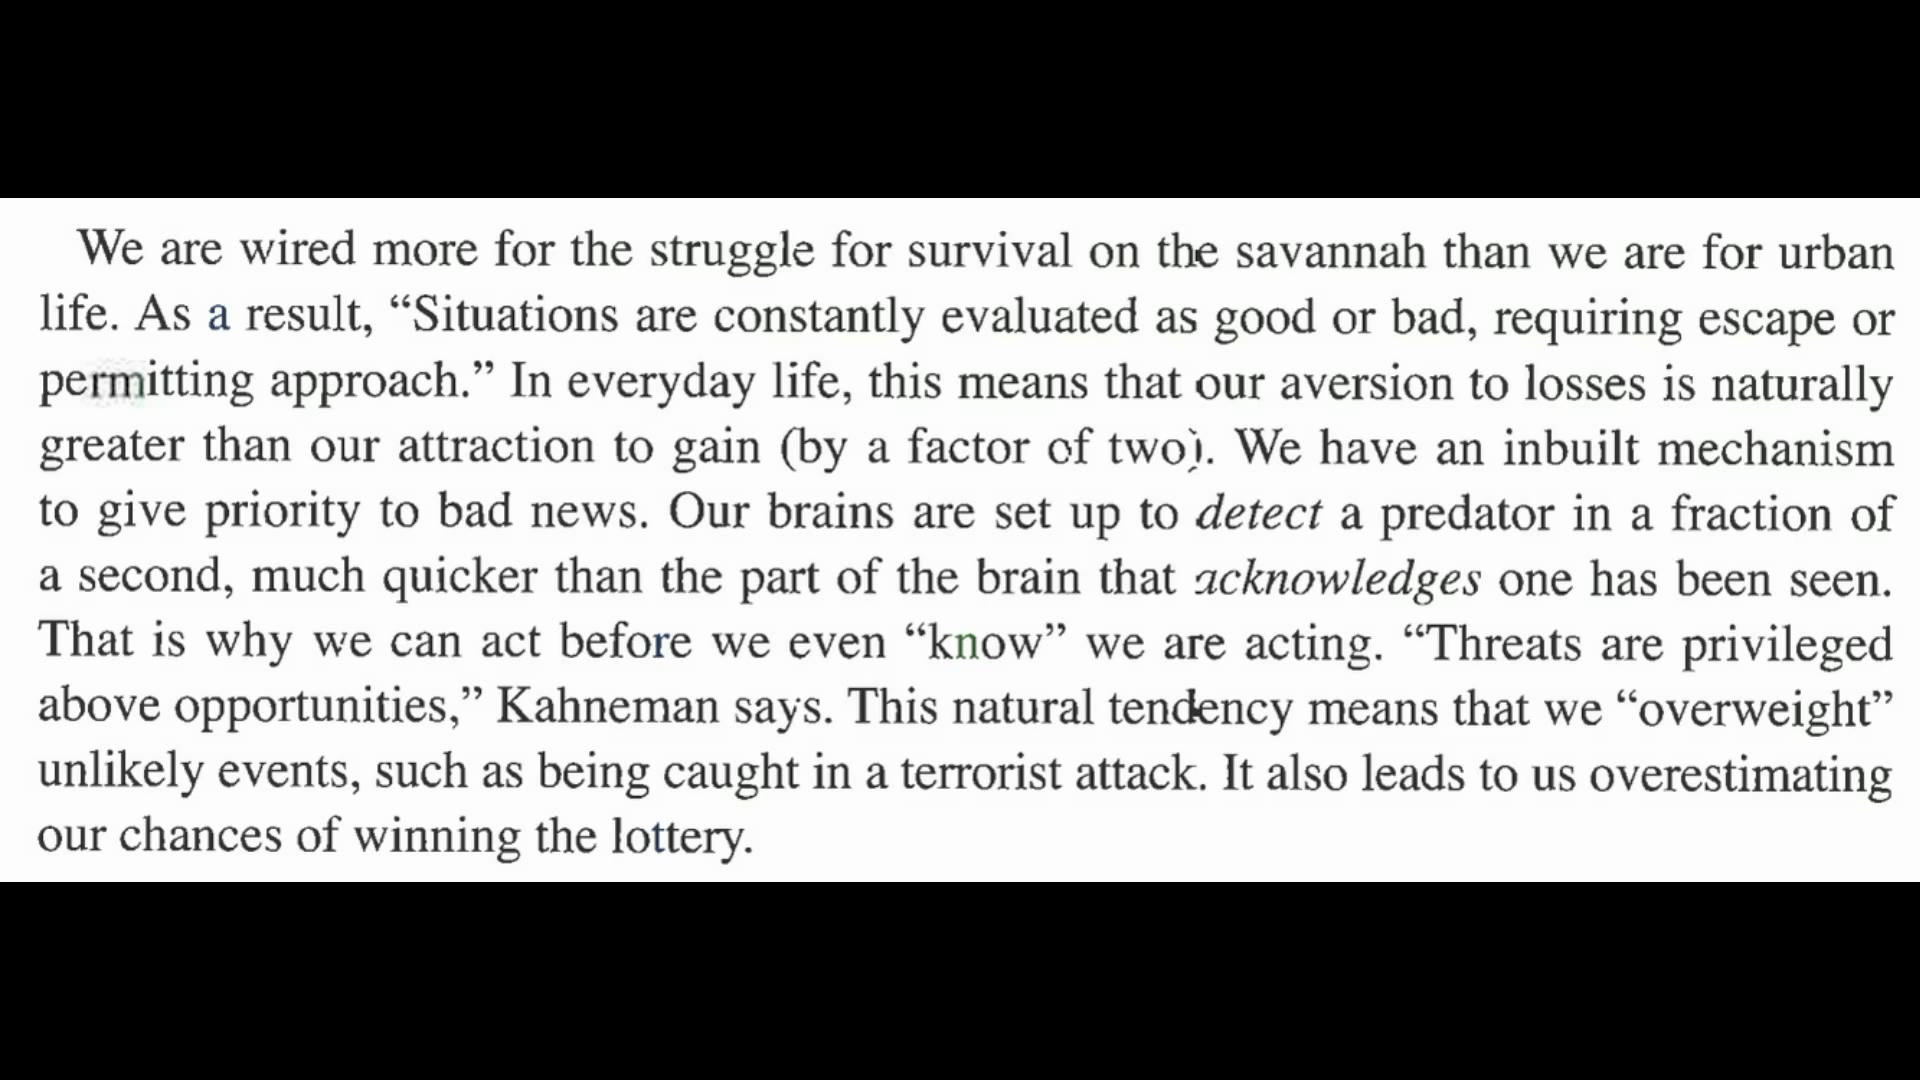 We are wired more for the struggle for survival on the savannah than we are for urban
life. As a result, “Situations are constantly evaluated as good or bad, requiring escape or
permitting approach.” In everyday life, this means that our aversion to losses is naturally
greater than our attraction to gain (by a factor of two). We have an inbuilt mechanism
to give priority to bad news. Our brains are set up to detect a predator in a fraction of
a second, much quicker than the part of the brain that acknowledges one has been seen.
That is why we can act before we even “know” we are acting. “Threats are privileged
above opportunities,” Kahneman says. This natural tendency means that we “overweight”
unlikely events, such as being caught in a terrorist attack. It also leads to us overestimating
our chances of winning the lottery.